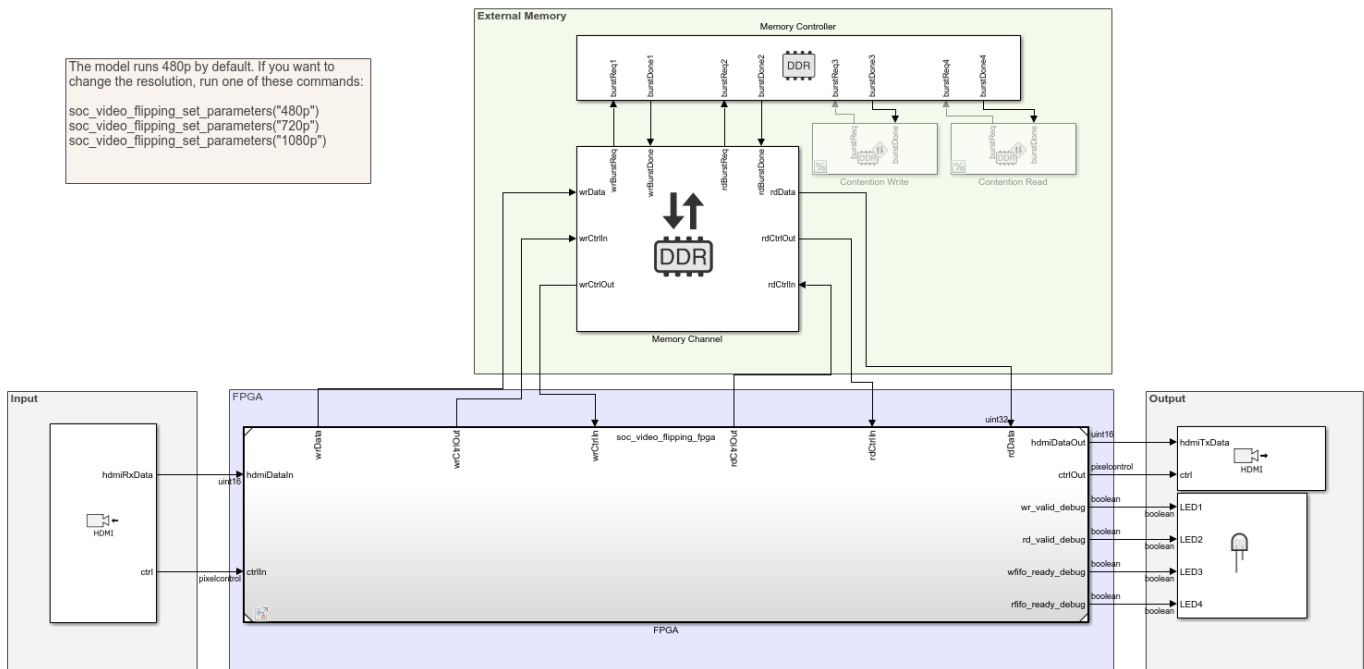 External Memory
Memory Controller
The model runs 480p by default. If you want to
change the resolution, run one of these commands:
soc_video_flipping_set_parameters("480p")
soc_video_flipping_set_parameters("720p")
soc_video_flipping_set_parameters("1080p")
burstReq1
burstDone1
burstReq2
burstDone2
DDR
burstReq3
burstDone3
burstReq4
burstDone4
wrBurstReq
wrBurstDone
rdBurstReq
rdBurstDone
burstReq
DDR
burstDone
Contention Write
burstReq
DDR
burstDone
Contention Read
wrData
rdData
wrCtrlIn
rdCtrlOut
DDR
wrCtrlOut
rdCtrlIn
Memory Channel
Input
FPGA
Output
wrData
wrCtrlOut
wrCtrlIn
soc_video_flipping_fpga
rdCtrlOut
rdCtrlIn
uint32
rdData
hdmiRxData
uint16
hdmiDataIn
HDMI
ctrl
pixelcontrol
ctrlIn
hdmiDataOut
uint16
hdmiTxData
ctrlOut
pixelcontrol
ctrl
HDMI
wr_valid_debug
boolean
boolean
LED1
rd_valid_debug
boolean
boolean
LED2
wfifo_ready_debug
boolean
boolean
LED3
rfifo_ready_debug
boolean
boolean
LED4
FPGA